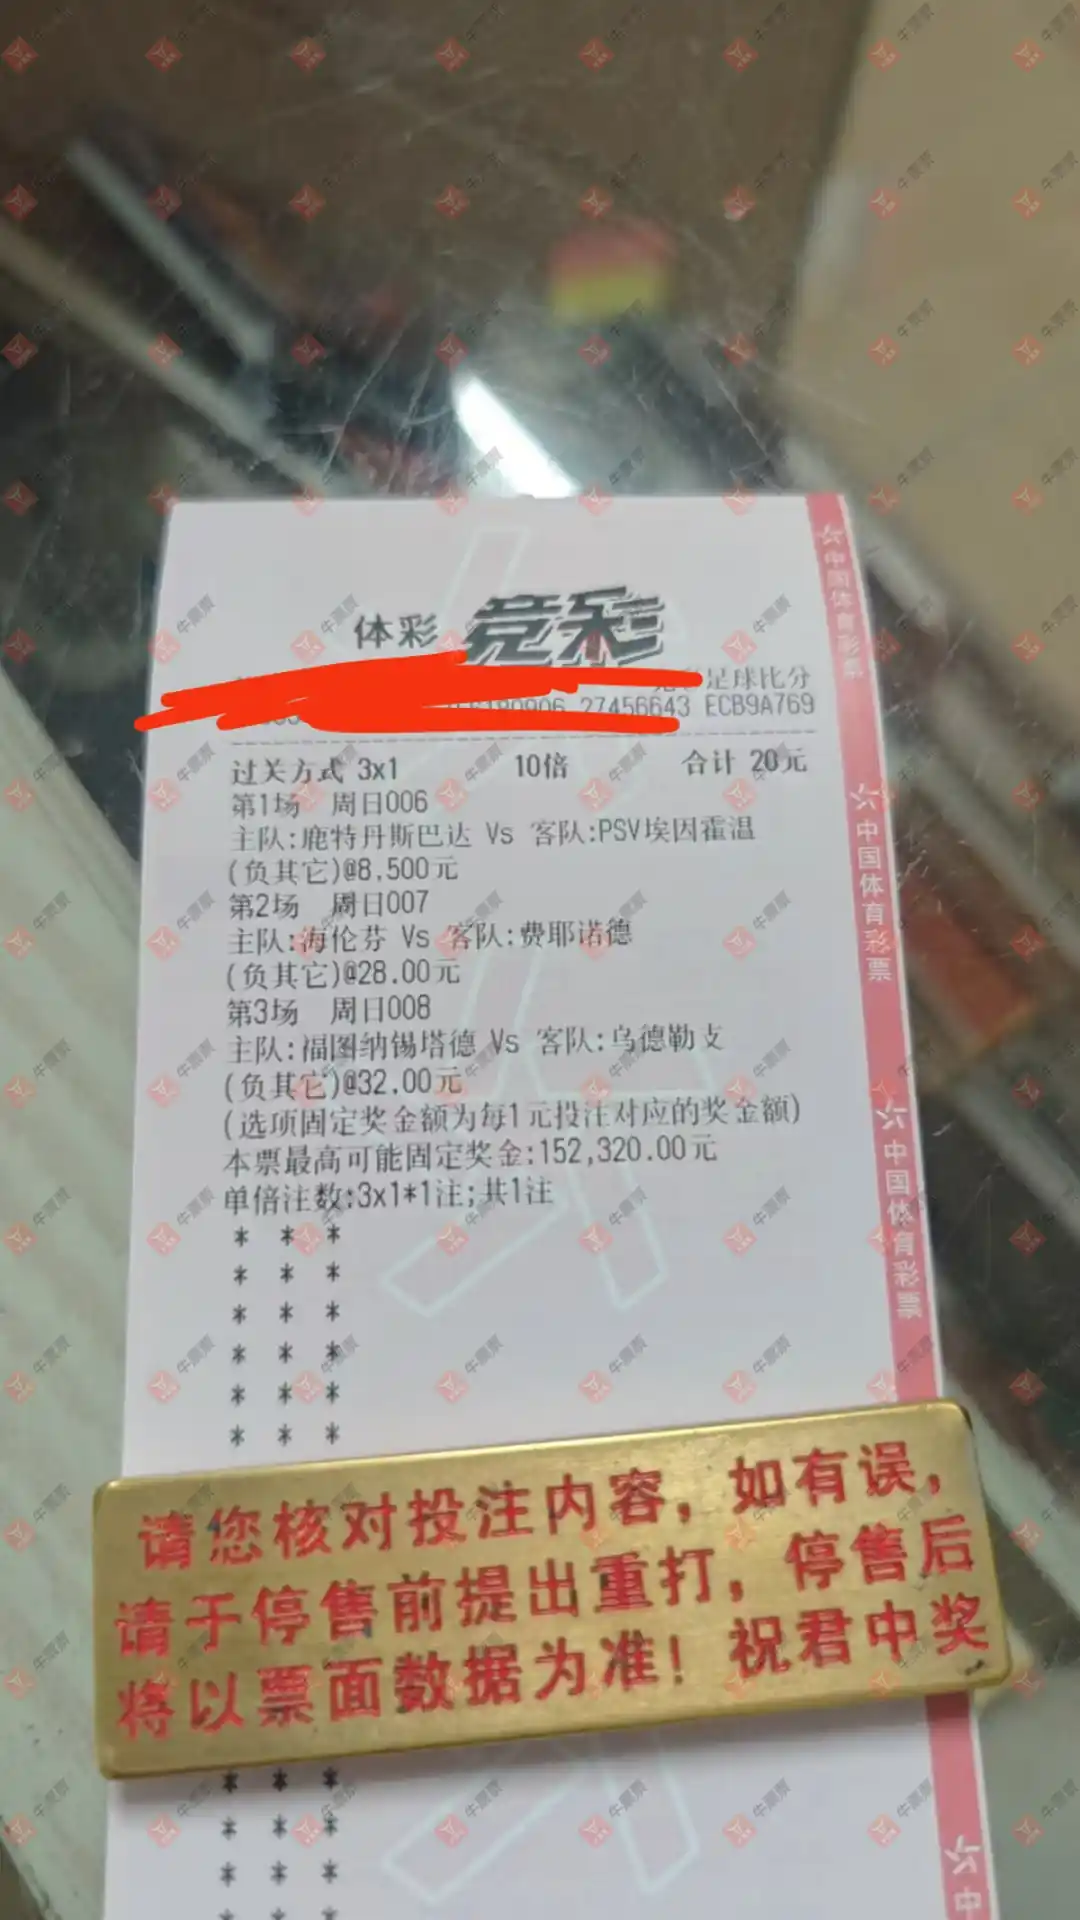 体彩 竞彩
足球比分
27456643 ECB9A769
过关方式 3x1 10倍 合计 20元
第1场 周日006
主队:鹿特丹斯巴达 Vs 客队:PSV埃因霍温
(负其它)@8.500元
第2场 周日007
主队:海伦芬 Vs 客队:费耶诺德
(负其它)@28.00元
第3场 周日008
主队:福图纳锡塔德 Vs 客队:乌德勒支
(负其它)@32.00元
(选项固定奖金额为每1元投注对应的奖金额)
本票最高可能固定奖金:152,320.00元
单倍注数:3x1*1注;共1注
* * *
* * *
* * *
* * *
* * *
* * *
请您核对投注内容，如有误，
请于停售前提出重打，停售后
将以票面数据为准！祝君中奖
* * *
* * *
* * *
* * *
中国体育彩票
中国体育彩票
中国体育彩票
中
牛票票